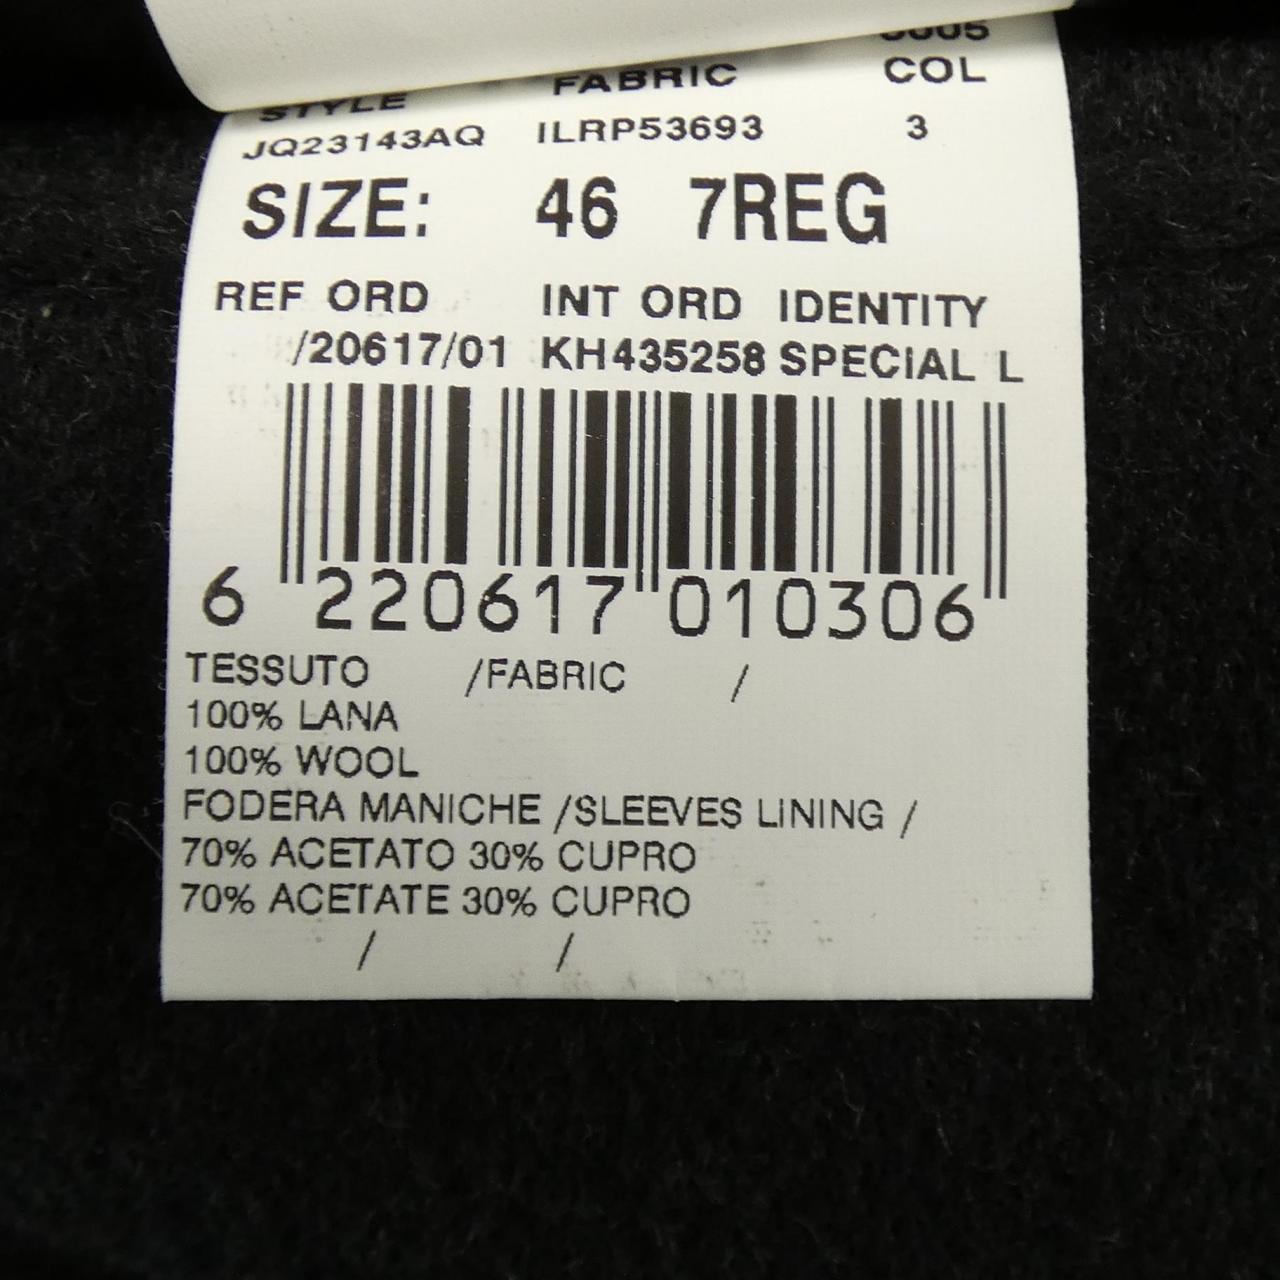 STYLE FABRIC COL
JQ23143AQ ILRP53693 3
SIZE: 46 7REG
REF ORD INT ORD IDENTITY
/20617/01 KH435258 SPECIAL L
6 220617 010306
TESSUTO /FABRIC /
100% LANA
100% WOOL
FODERA MANICHE /SLEEVES LINING /
70% ACETATO 30% CUPRO
70% ACETATE 30% CUPRO
/ /